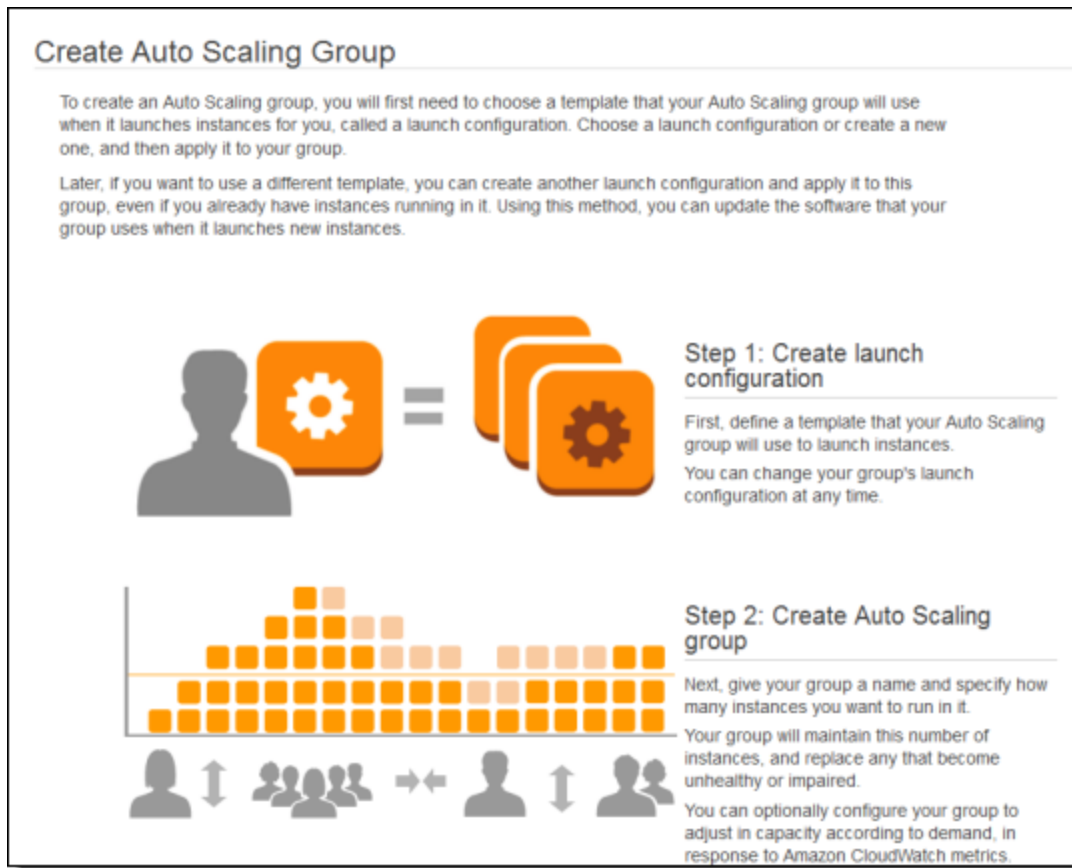 Create Auto Scaling Group
To create an Auto Scaling group, you will first need to choose a template that your Auto Scaling group will use
when it launches instances for you, called a launch configuration. Choose a launch configuration or create a new
one, and then apply it to your group.
Later, if you want to use a different template, you can create another launch configuration and apply it to this
group, even if you already have instances running in it. Using this method, you can update the software that your
group uses when it launches new instances.
Step 1: Create launch
configuration
First, define a template that your Auto Scaling
group will use to launch instances.
You can change your group's launch
configuration at any time.
Step 2: Create Auto Scaling
group
Next, give your group a name and specify how
many instances you want to run in it.
Your group will maintain this number of
instances, and replace any that become
unhealthy or impaired.
You can optionally configure your group to
adjust in capacity according to demand, in
response to Amazon CloudWatch metrics.